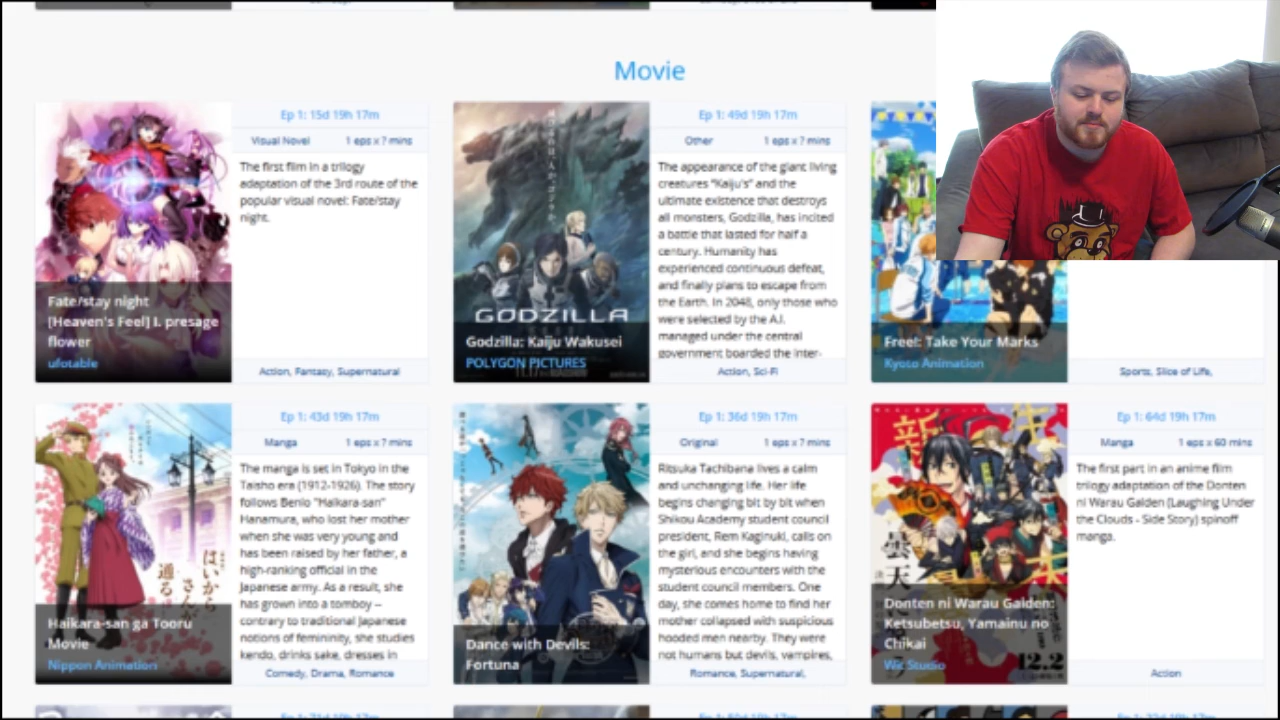 Movie
Ep 1: 15d 19h 17m
Visual Novel 1 eps x ? mins
The first film in a trilogy
adaptation of the 3rd route of the
popular visual novel: Fate/stay
night.
Fate/stay night
[Heaven's Feel] I. presage
flower
ufotable
Action, Fantasy, Supernatural
Ep 1: 49d 19h 17m
Other 1 eps x ? mins
The appearance of the giant living
creatures "Kaiju's" and the
ultimate existence that destroys
all monsters, Godzilla, has incited
a battle that lasted for half a
century. Humanity has
experienced continuous defeat,
and finally plans to escape from
the Earth. In 2048, only those who
were selected by the A.I.
managed under the central
government boarded the inter-
GODZILLA
Godzilla: Kaiju Wakusei
POLYGON PICTURES
Action, Sci-Fi
Free!: Take Your Marks
Kyoto Animation
Sports, Slice of Life,
Ep 1: 43d 19h 17m
Manga 1 eps x ? mins
The manga is set in Tokyo in the
Taisho era (1912-1926). The story
follows Benio "Haikara-san"
Hanamura, who lost her mother
when she was very young and
has been raised by her father, a
high-ranking official in the
Japanese army. As a result, she
has grown into a tomboy --
contrary to traditional Japanese
notions of femininity, she studies
kendo, drinks sake, dresses in
はいから
さんが
通る
Haikara-san ga Tooru
Movie
Nippon Animation
Comedy, Drama, Romance
Ep 1: 36d 19h 17m
Original 1 eps x ? mins
Ritsuka Tachibana lives a calm
and unchanging life. Her life
begins changing bit by bit when
Shikou Academy student council
president, Rem Kaginuki, calls on
the girl, and she begins having
mysterious encounters with the
student council members. One
day, she comes home to find her
mother collapsed with suspicious
hooded men nearby. They were
not humans but devils, vampires,
Dance with Devils:
Fortuna
Romance, Supernatural,
Ep 1: 64d 19h 17m
Manga 1 eps x 60 mins
The first part in an anime film
trilogy adaptation of the Donten
ni Warau Gaiden (Laughing Under
the Clouds - Side Story) spinoff
manga.
曇天
12.2
Donten ni Warau Gaiden:
Ketsubetsu, Yamainu no
Chikai
Wit Studio
Action